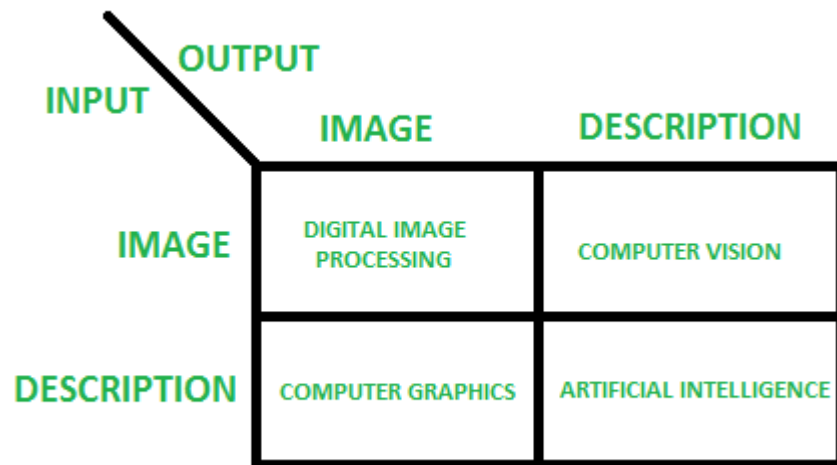 OUTPUT
INPUT
IMAGE
DESCRIPTION
IMAGE
DIGITAL IMAGE
PROCESSING
COMPUTER VISION
DESCRIPTION
COMPUTER GRAPHICS
ARTIFICIAL INTELLIGENCE